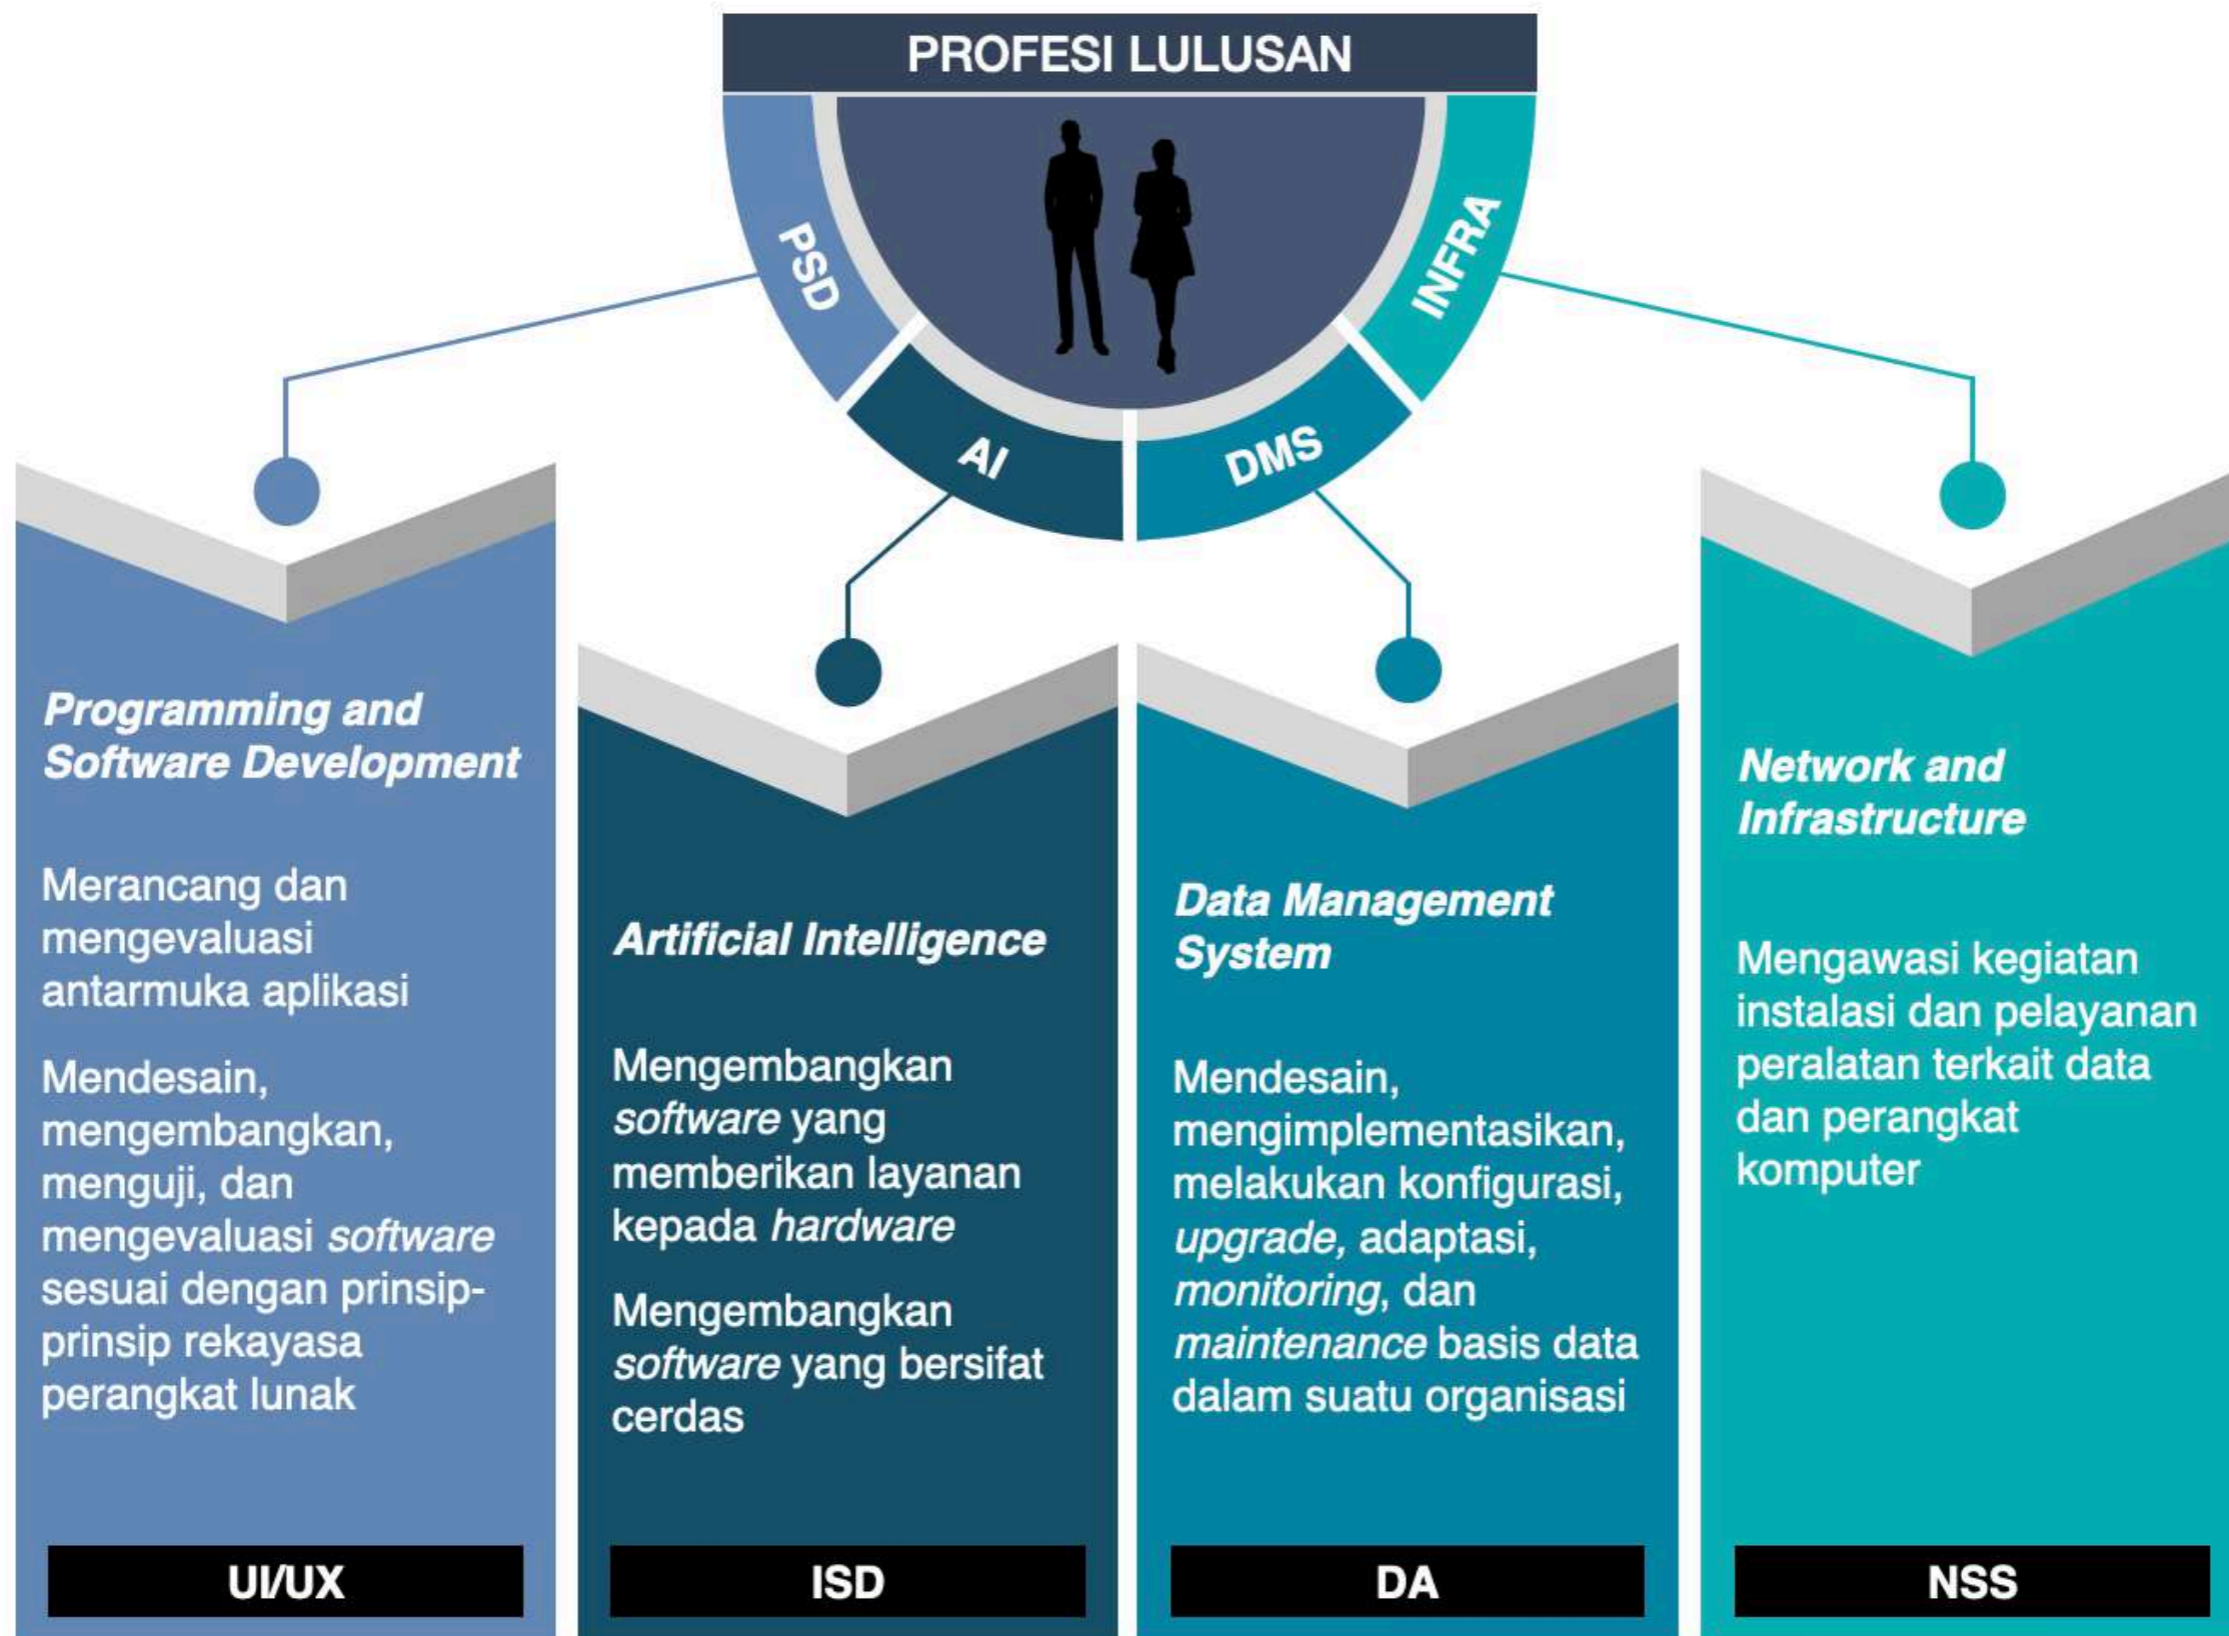 PROFESI LULUSAN
PSD
AI
DMS
INFRA
Programming and
Software Development
Merancang dan
mengevaluasi
antarmuka aplikasi
Mendesain,
mengembangkan,
menguji, dan
mengevaluasi software
sesuai dengan prinsip-
prinsip rekayasa
perangkat lunak
UI/UX
Artificial Intelligence
Mengembangkan
software yang
memberikan layanan
kepada hardware
Mengembangkan
software yang bersifat
cerdas
ISD
Data Management
System
Mendesain,
mengimplementasikan,
melakukan konfigurasi,
upgrade, adaptasi,
monitoring, dan
maintenance basis data
dalam suatu organisasi
DA
Network and
Infrastructure
Mengawasi kegiatan
instalasi dan pelayanan
peralatan terkait data
dan perangkat
komputer
NSS